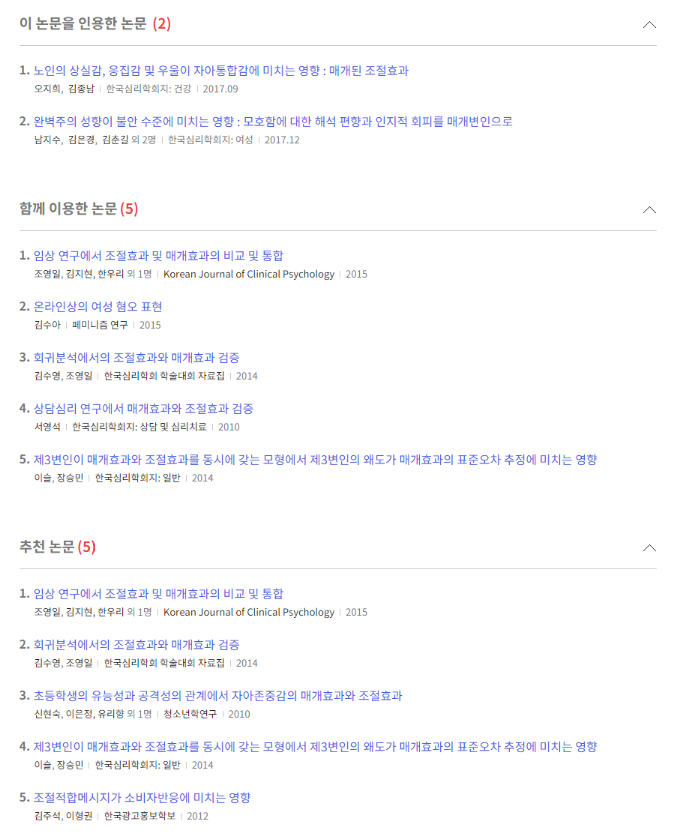 이 논문을 인용한 논문 (2)
1. 노인의 상실감, 응집감 및 우울이 자아통합감에 미치는 영향 : 매개된 조절효과
오지희, 김종남 | 한국심리학회지: 건강 | 2017.09
2. 완벽주의 성향이 불안 수준에 미치는 영향 : 모호함에 대한 해석 편향과 인지적 회피를 매개변인으로
남지수, 김은경, 김춘길 외 2명 | 한국심리학회지: 여성 | 2017.12
함께 이용한 논문 (5)
1. 임상 연구에서 조절효과 및 매개효과의 비교 및 통합
조영일, 김지현, 한우리 외 1명 | Korean Journal of Clinical Psychology | 2015
2. 온라인상의 여성 혐오 표현
김수아 | 페미니즘 연구 | 2015
3. 회귀분석에서의 조절효과와 매개효과 검증
김수영, 조영일 | 한국심리학회 학술대회 자료집 | 2014
4. 상담심리 연구에서 매개효과와 조절효과 검증
서영석 | 한국심리학회지: 상담 및 심리치료 | 2010
5. 제3변인이 매개효과와 조절효과를 동시에 갖는 모형에서 제3변인의 왜도가 매개효과의 표준오차 추정에 미치는 영향
이슬, 장승민 | 한국심리학회지: 일반 | 2014
추천 논문 (5)
1. 임상 연구에서 조절효과 및 매개효과의 비교 및 통합
조영일, 김지현, 한우리 외 1명 | Korean Journal of Clinical Psychology | 2015
2. 회귀분석에서의 조절효과와 매개효과 검증
김수영, 조영일 | 한국심리학회 학술대회 자료집 | 2014
3. 초등학생의 유능성과 공격성의 관계에서 자아존중감의 매개효과와 조절효과
신현숙, 이은정, 유리향 외 1명 | 청소년학연구 | 2010
4. 제3변인이 매개효과와 조절효과를 동시에 갖는 모형에서 제3변인의 왜도가 매개효과의 표준오차 추정에 미치는 영향
이슬, 장승민 | 한국심리학회지: 일반 | 2014
5. 조절적합메시지가 소비자반응에 미치는 영향
김주석, 이형권 | 한국광고홍보학보 | 2012